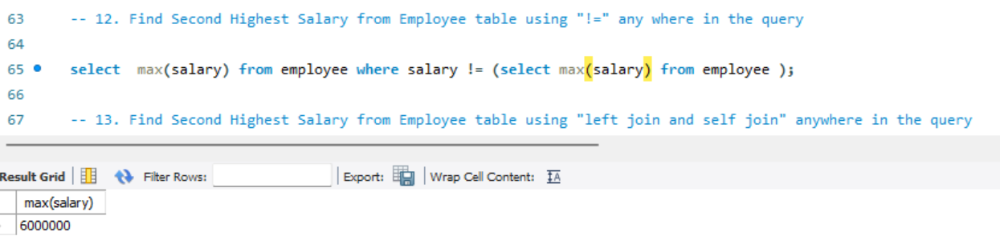 63 -- 12. Find Second Highest Salary from Employee table using "!=" any where in the query
64
65 select max(salary) from employee where salary != (select max(salary) from employee );
66
67 -- 13. Find Second Highest Salary from Employee table using "left join and self join" anywhere in the query
Result Grid Filter Rows: Export: Wrap Cell Content: IA
max(salary)
6000000